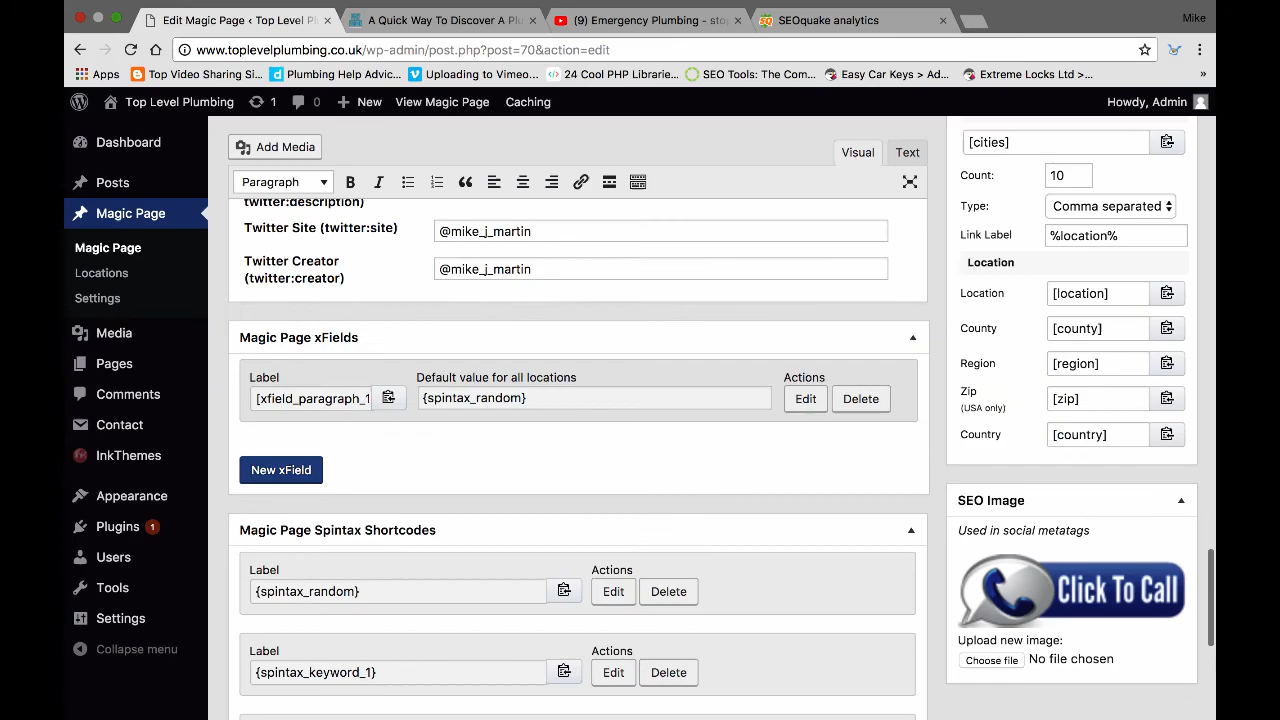 Edit Magic Page ‹ Top Level Pl
A Quick Way To Discover A Plu
(9) Emergency Plumbing - stop
SEOquake analytics
Mike
www.toplevelplumbing.co.uk/wp-admin/post.php?post=70&action=edit
Apps
Top Video Sharing Si...
Plumbing Help Advic...
Uploading to Vimeo...
24 Cool PHP Librarie...
SEO Tools: The Com...
Easy Car Keys > Ad...
Extreme Locks Ltd >...
»
Top Level Plumbing
1
0
New
View Magic Page
Caching
Howdy, Admin
Dashboard
Posts
Magic Page
Magic Page
Locations
Settings
Media
Pages
Comments
Contact
InkThemes
Appearance
Plugins 1
Users
Tools
Settings
Collapse menu
Add Media
Visual
Text
Paragraph
B
I
twitter:description)
Twitter Site (twitter:site)
@mike_j_martin
Twitter Creator
(twitter:creator)
@mike_j_martin
Magic Page xFields
Label
Default value for all locations
Actions
[xfield_paragraph_1
{spintax_random}
Edit
Delete
New xField
Magic Page Spintax Shortcodes
Label
Actions
{spintax_random}
Edit
Delete
Label
Actions
{spintax_keyword_1}
Edit
Delete
[cities]
Count:
10
Type:
Comma separated
Link Label
%location%
Location
Location
[location]
County
[county]
Region
[region]
Zip
(USA only)
[zip]
Country
[country]
SEO Image
Used in social metatags
Click To Call
Upload new image:
Choose file
No file chosen